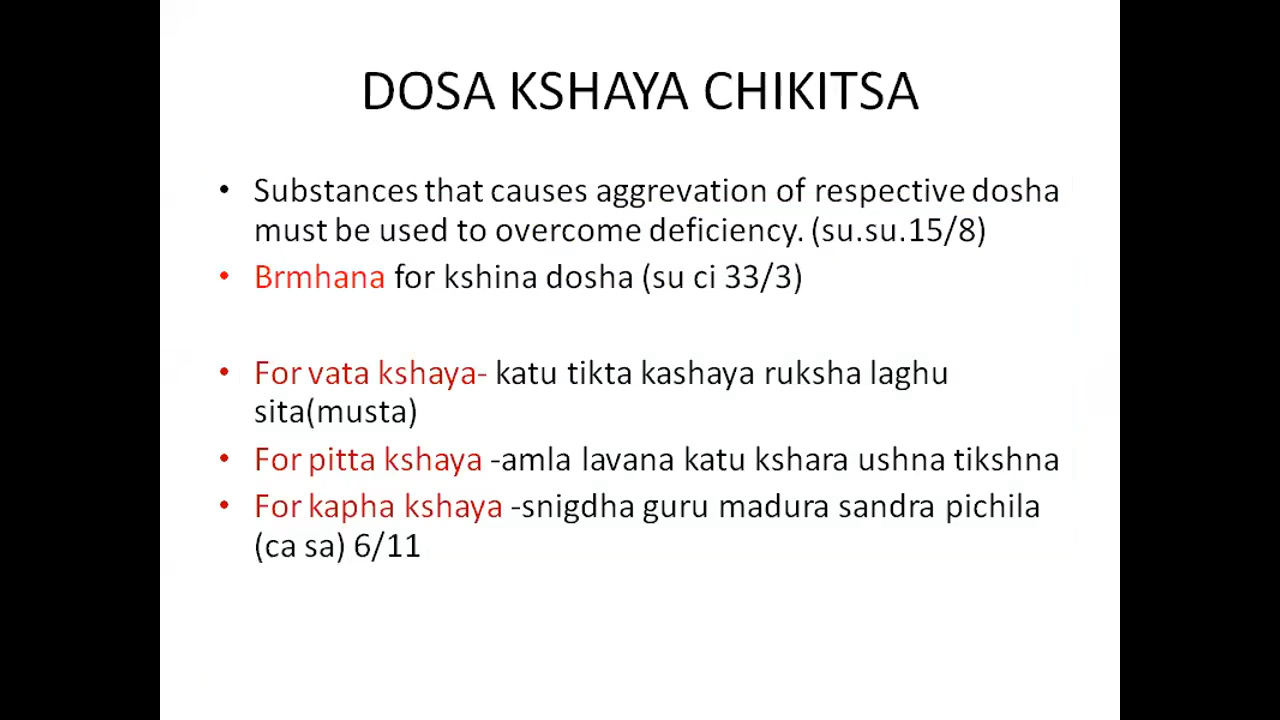 DOSA KSHAYA CHIKITSA
• Substances that causes aggrevation of respective dosha
must be used to overcome deficiency. (su.su.15/8)
• Brmhana for kshina dosha (su ci 33/3)
• For vata kshaya- katu tikta kashaya ruksha laghu
sita(musta)
• For pitta kshaya -amla lavana katu kshara ushna tikshna
• For kapha kshaya -snigdha guru madura sandra pichila
(ca sa) 6/11